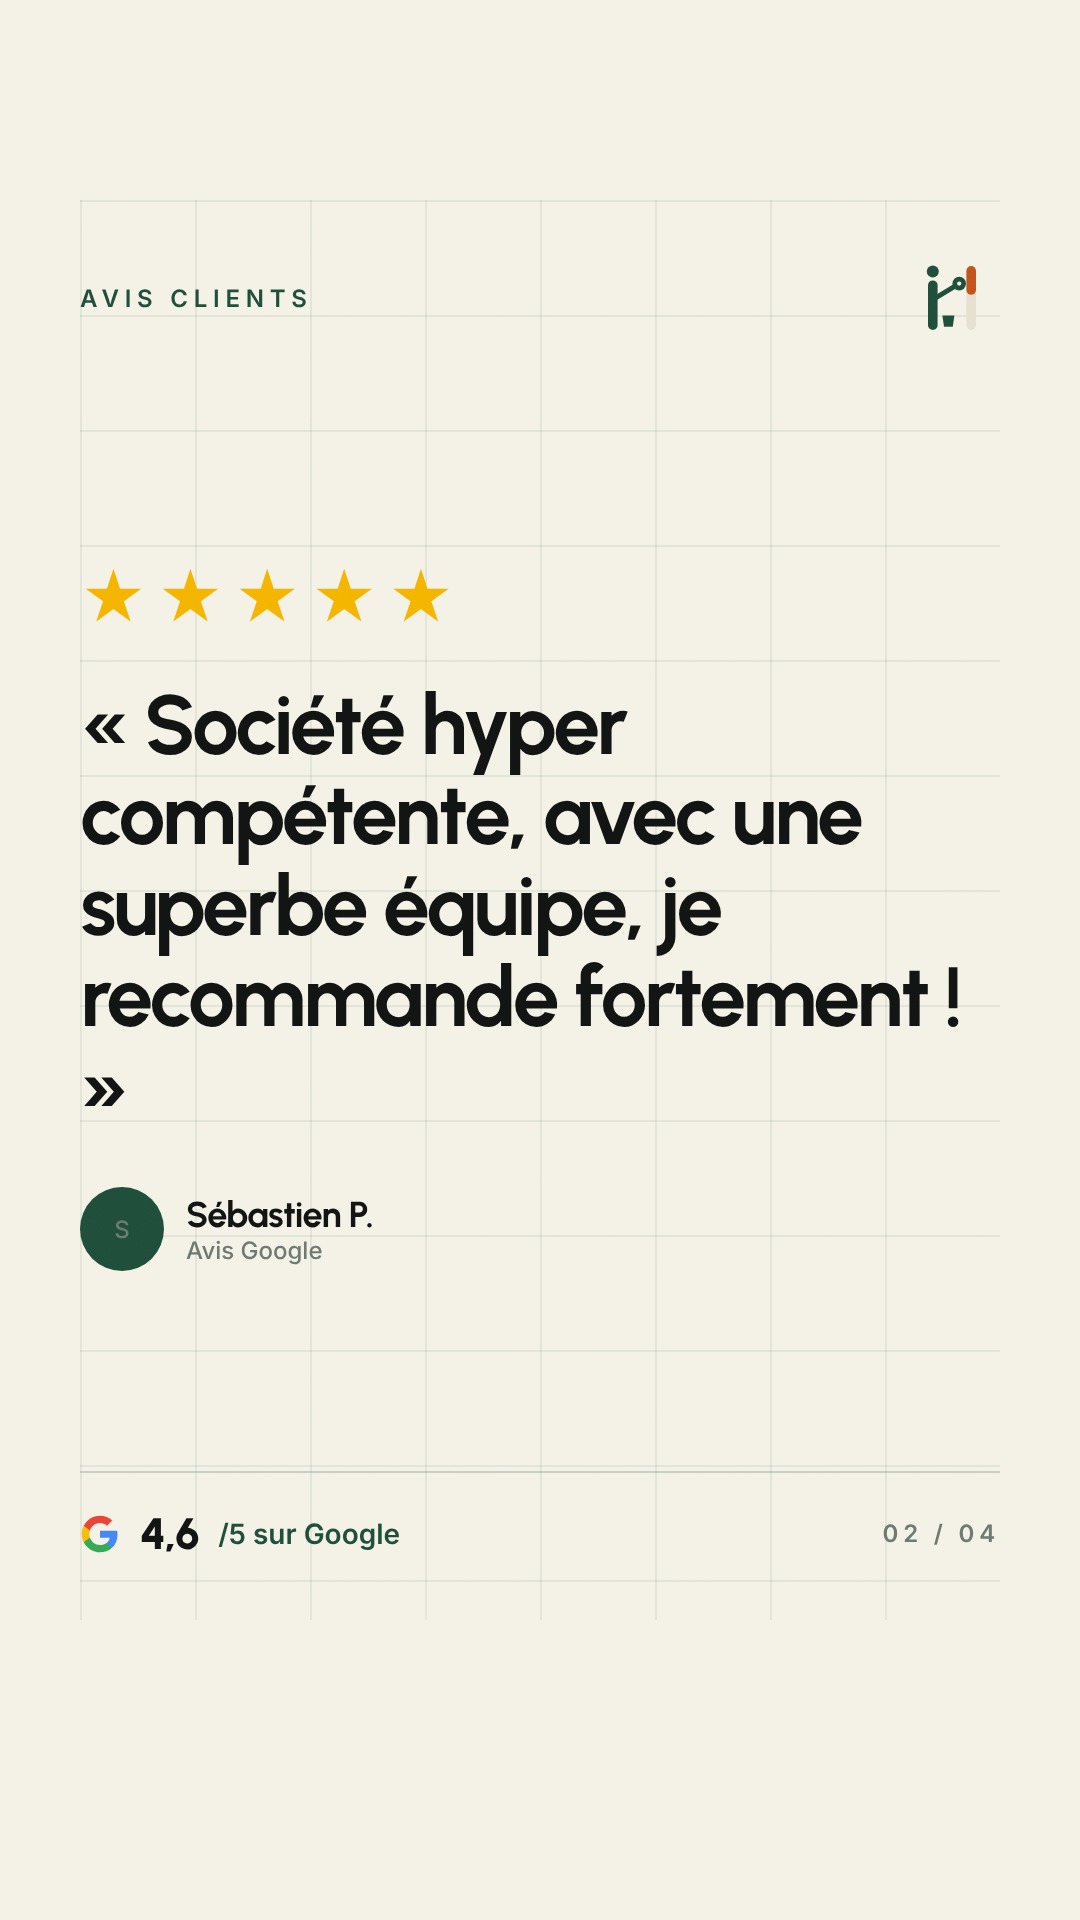 AVIS CLIENTS
« Société hyper
compétente, avec une
superbe équipe, je
recommande fortement !
»
S
Sébastien P.
Avis Google
4,6 /5 sur Google
02 / 04